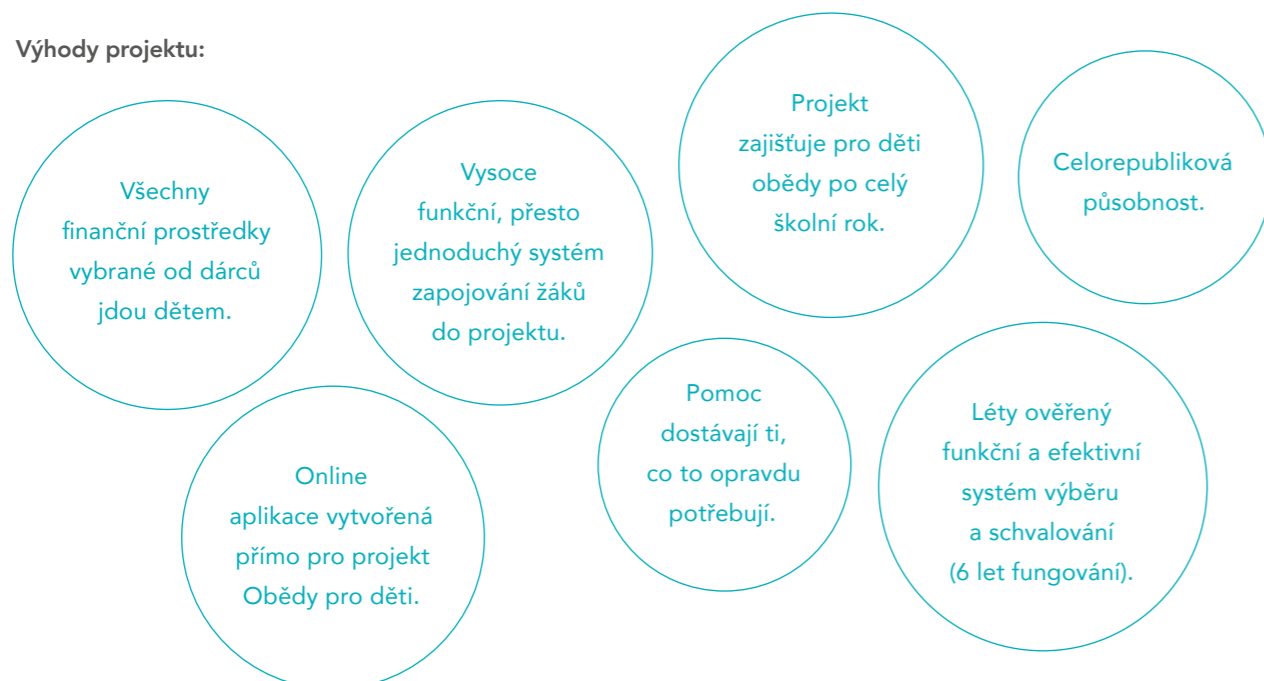 Výhody projektu:
Všechny
finanční prostředky
vybrané od dárců
jdou dětem.
Vysoce
funkční, přesto
jednoduchý systém
zapojování žáků
do projektu.
Projekt
zajišťuje pro děti
obědy po celý
školní rok.
Celorepubliková
působnost.
Online
aplikace vytvořená
přímo pro projekt
Obědy pro děti.
Pomoc
dostávají ti,
co to opravdu
potřebují.
Léty ověřený
funkční a efektivní
systém výběru
a schvalování
(6 let fungování).